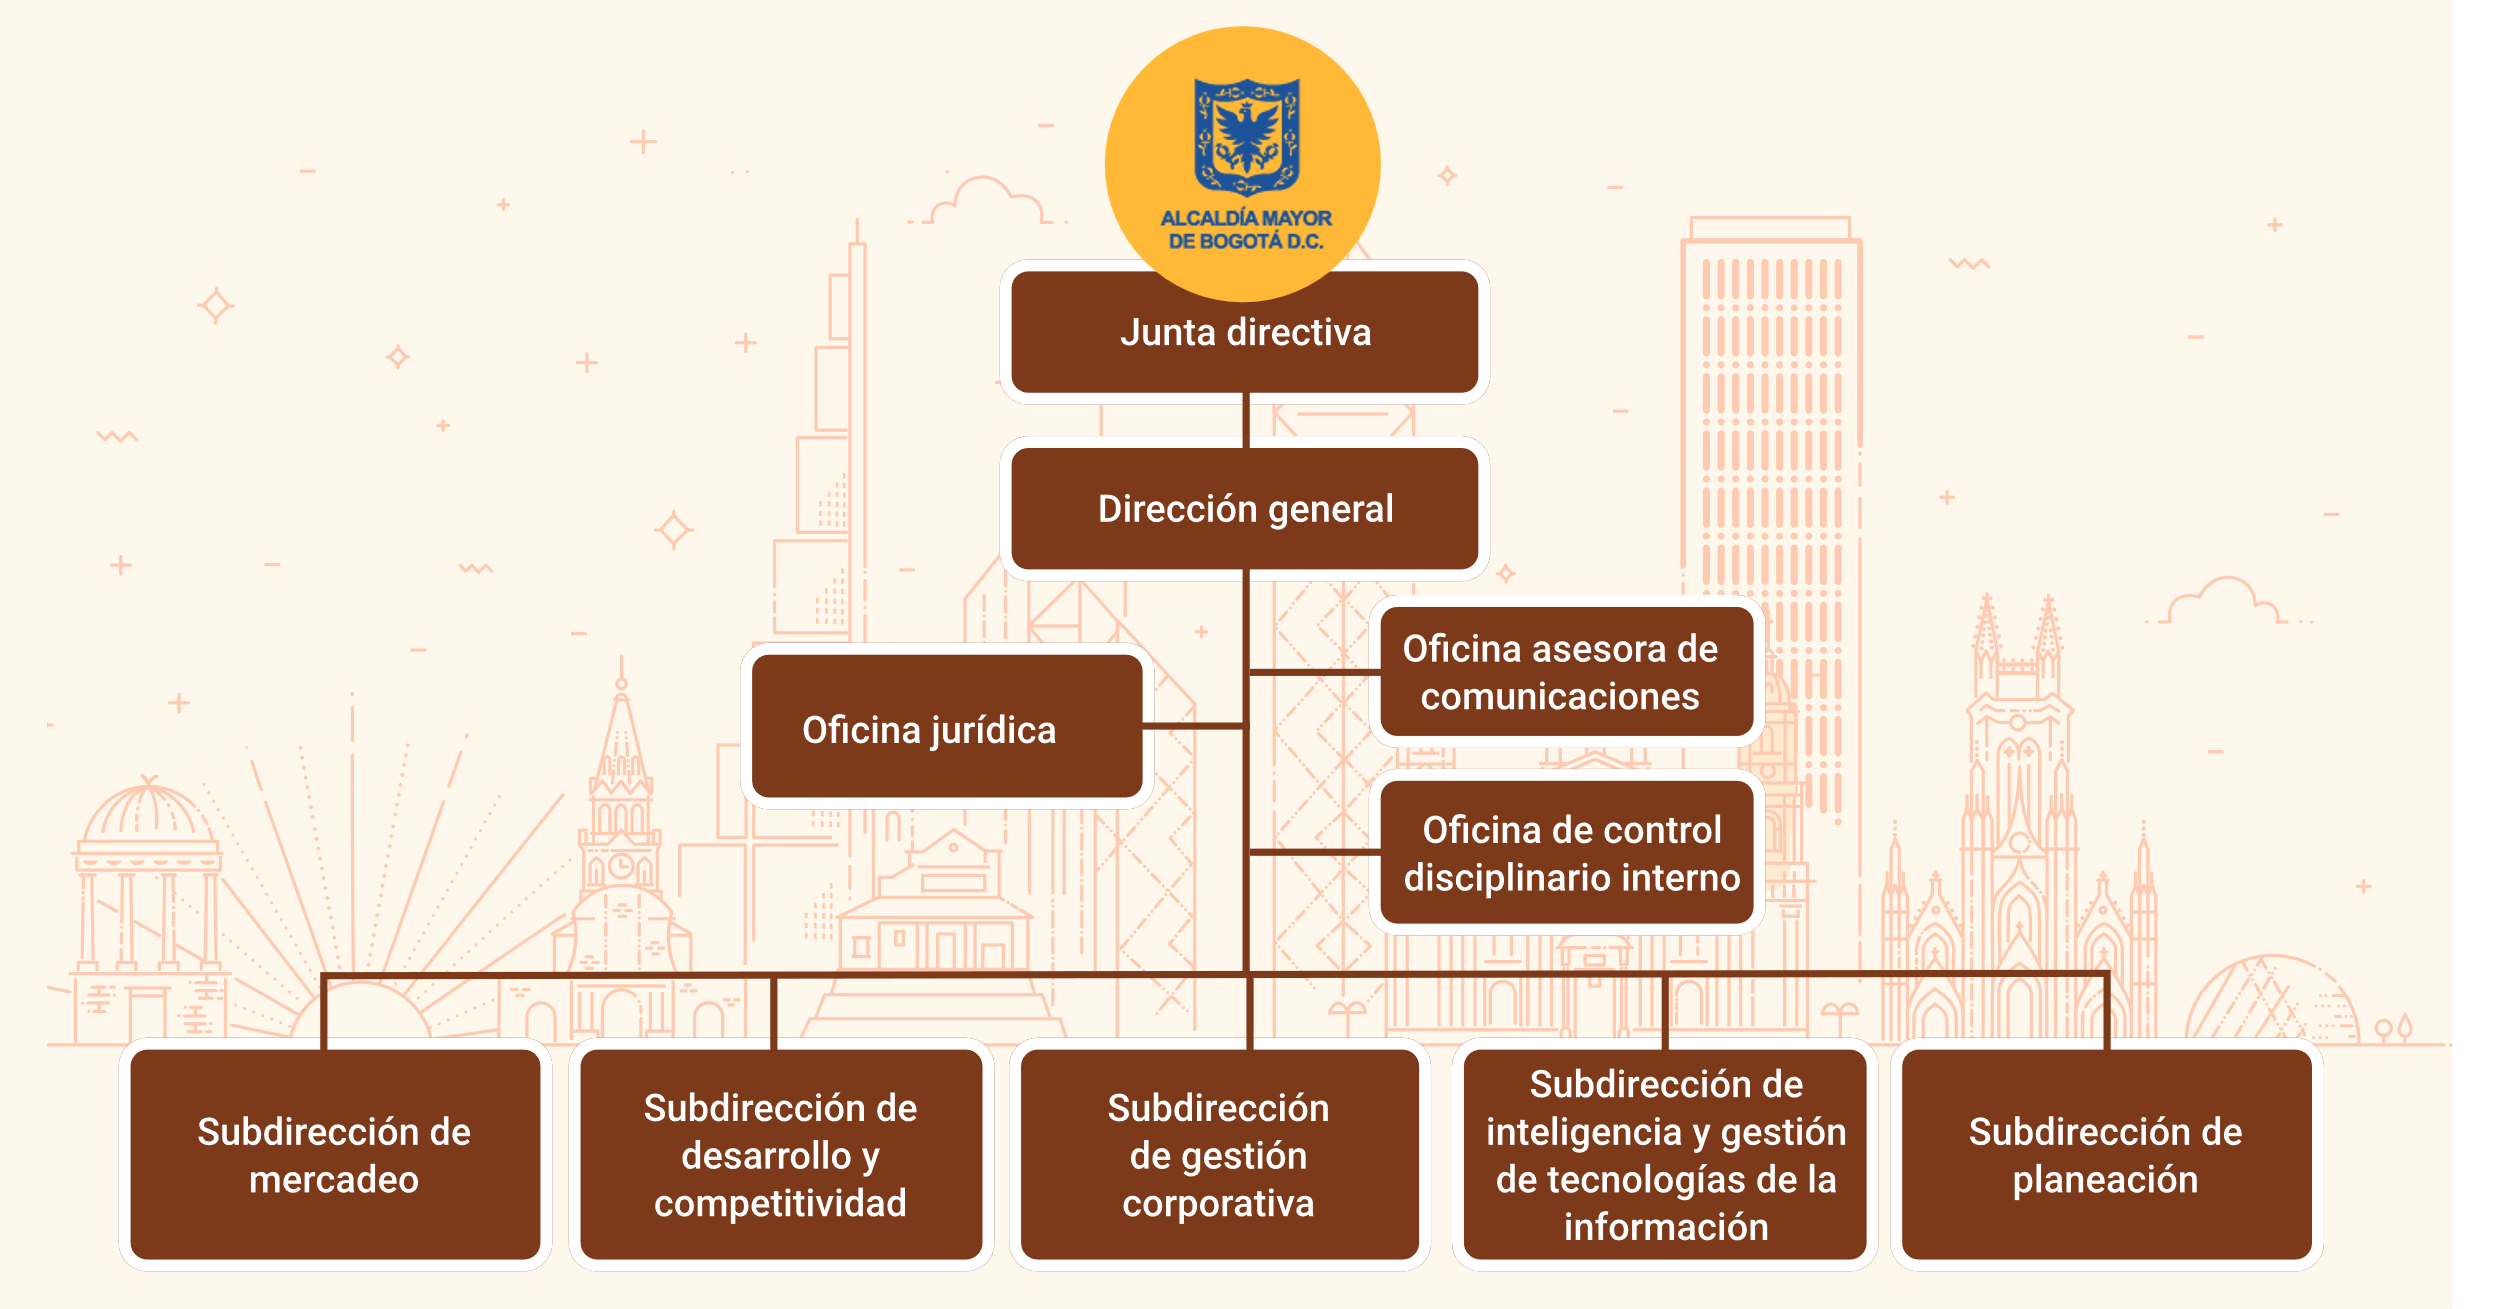 ALCALDÍA MAYOR
DE BOGOTÁ D.C.
Junta directiva
Dirección general
Oficina asesora de
comunicaciones
Oficina jurídica
Oficina de control
disciplinario interno
Subdirección de
mercadeo
Subdirección de
desarrollo y
competitividad
Subdirección
de gestión
corporativa
Subdirección de
inteligencia y gestión
de tecnologías de la
información
Subdirección de
planeación